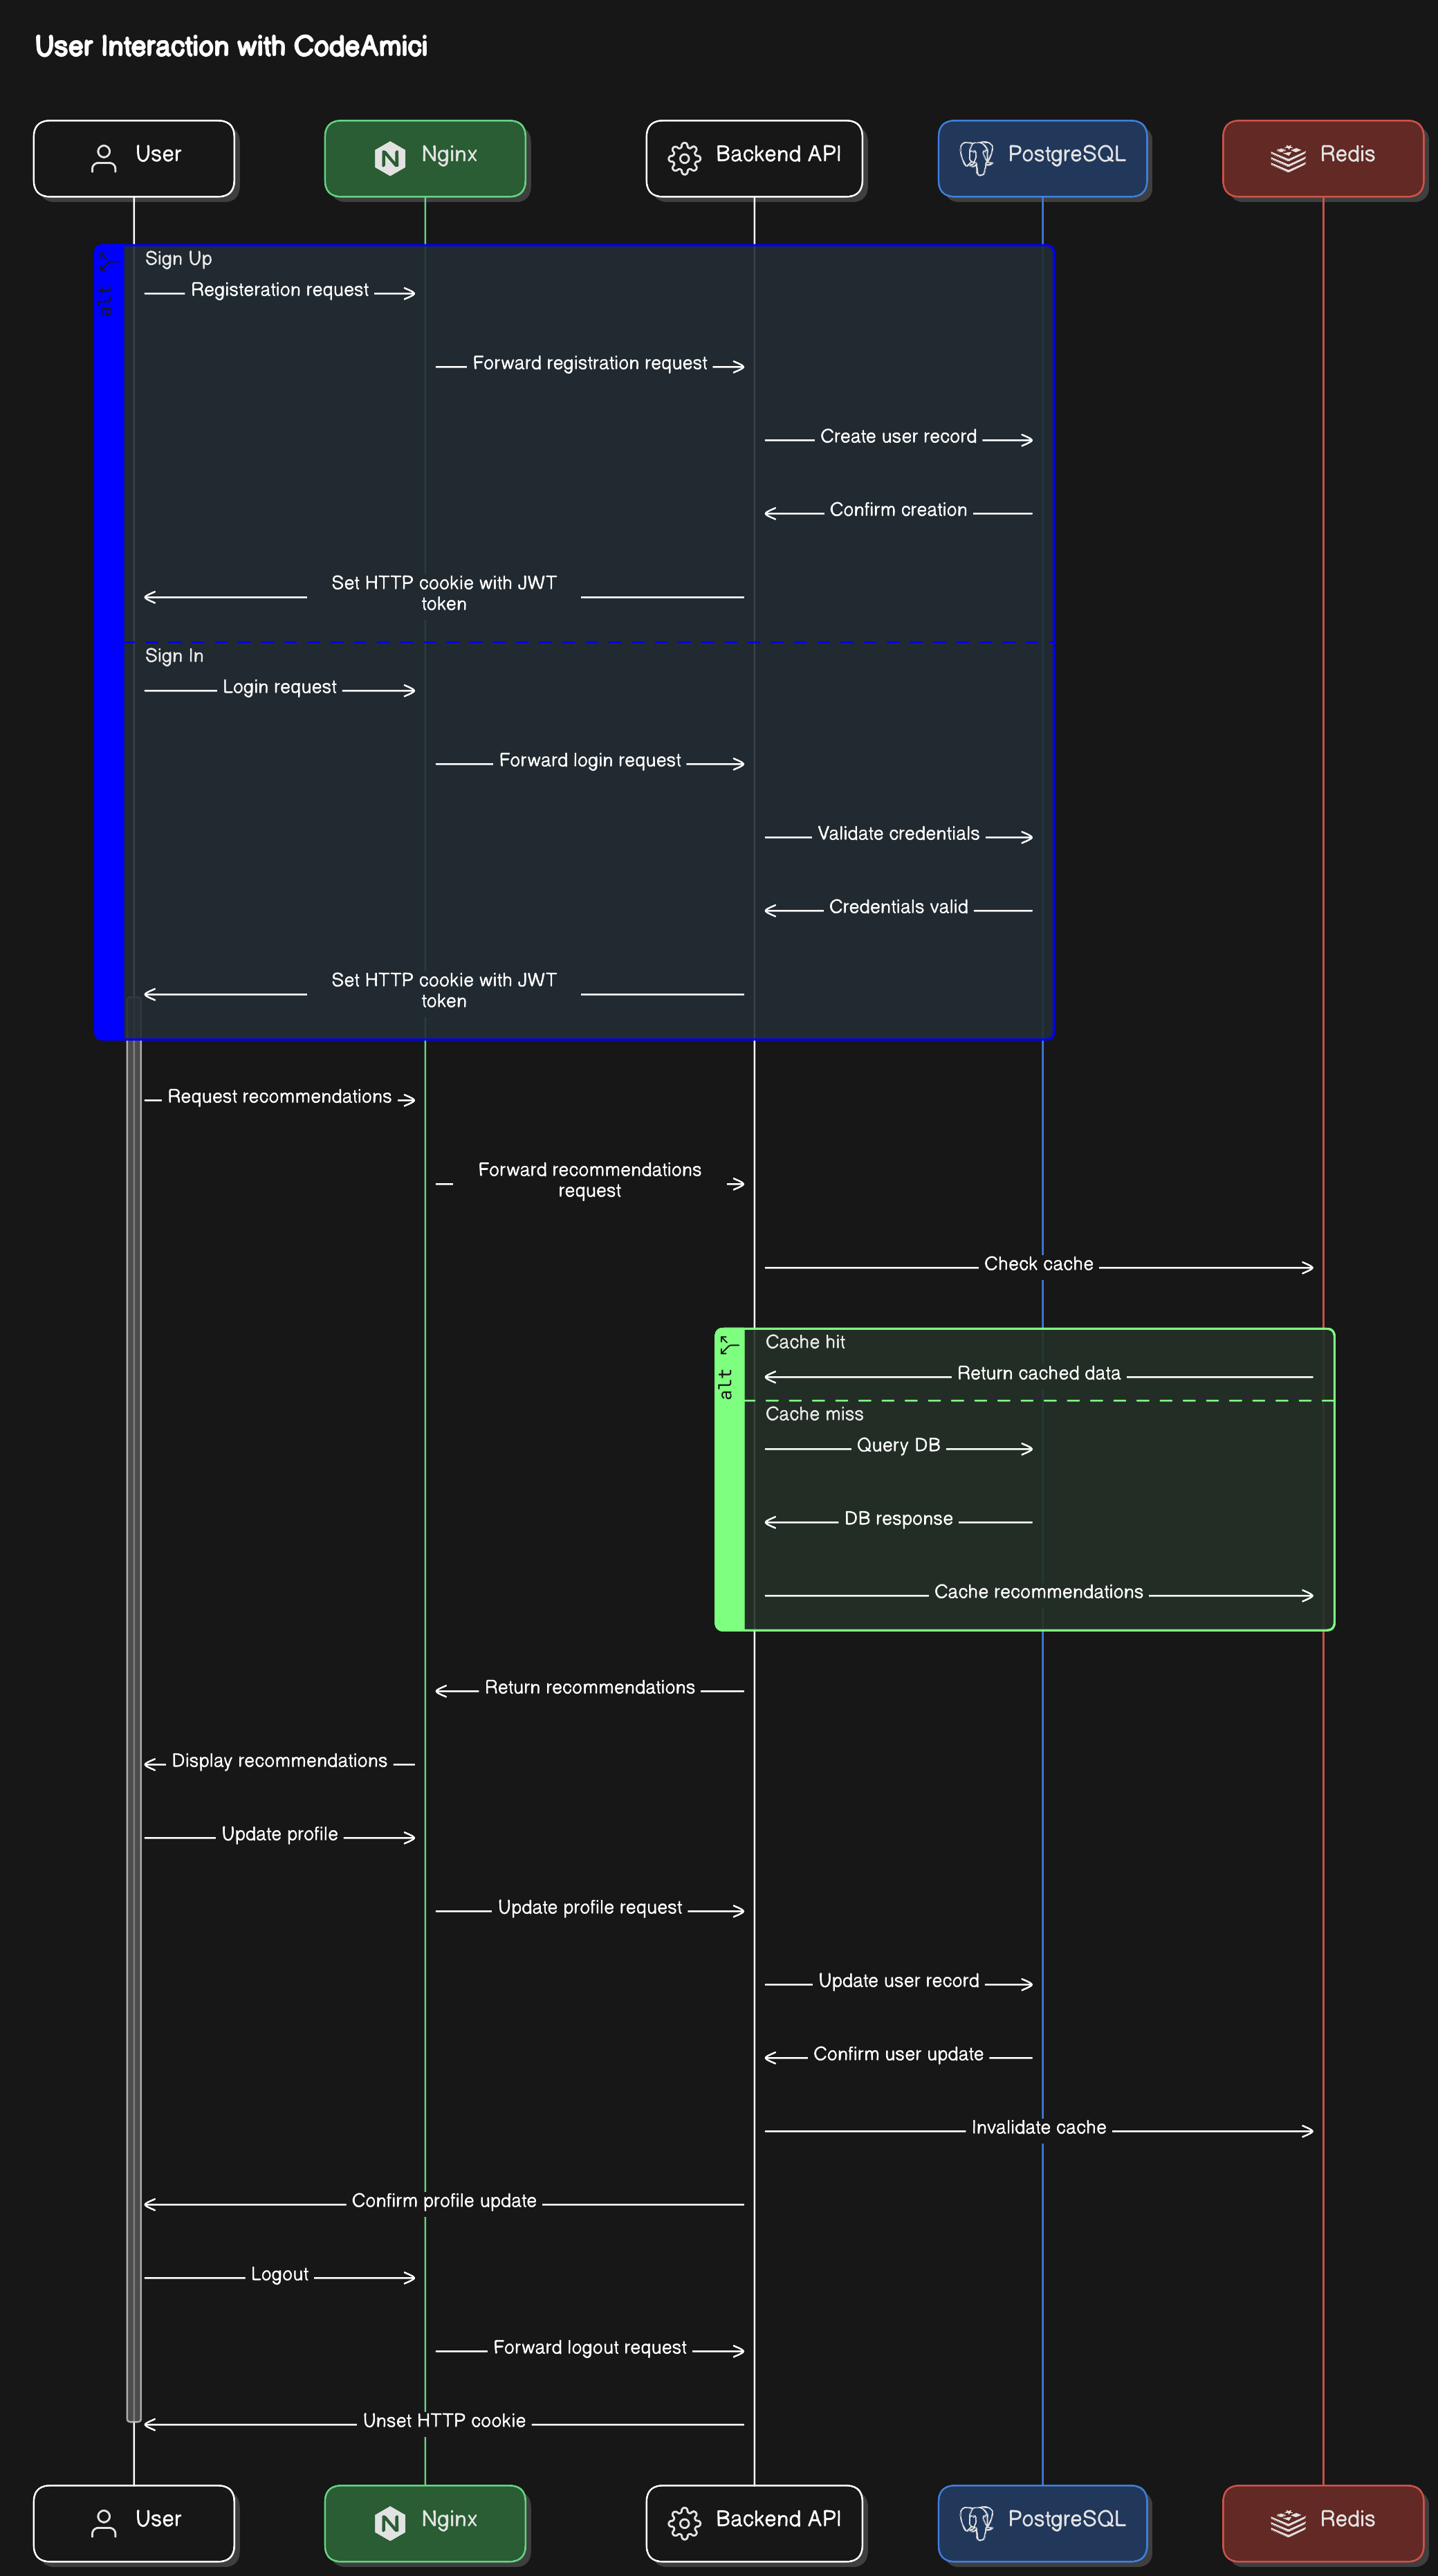 User Interaction with CodeAmici
User
Nginx
Backend API
PostgreSQL
Redis
alt
Sign Up
Registeration request
Forward registration request
Create user record
Confirm creation
Set HTTP cookie with JWT
token
Sign In
Login request
Forward login request
Validate credentials
Credentials valid
Set HTTP cookie with JWT
token
Request recommendations
Forward recommendations
request
Check cache
alt
Cache hit
Return cached data
Cache miss
Query DB
DB response
Cache recommendations
Return recommendations
Display recommendations
Update profile
Update profile request
Update user record
Confirm user update
Invalidate cache
Confirm profile update
Logout
Forward logout request
Unset HTTP cookie
User
Nginx
Backend API
PostgreSQL
Redis